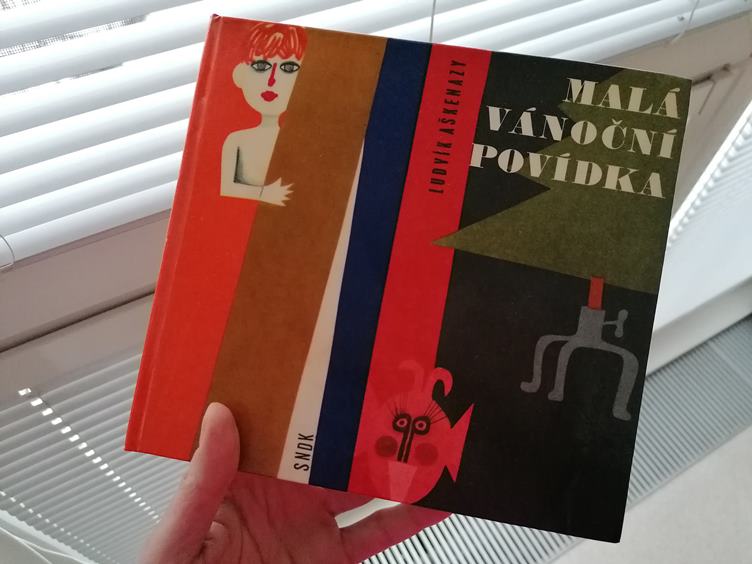 MALÁ
VÁNOČNÍ
POVÍDKA
LUDVÍK AŠKENAZY
SNDK